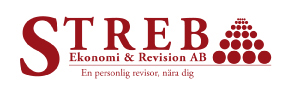 STREB
Ekonomi & Revision AB
En personlig revisor, nära dig